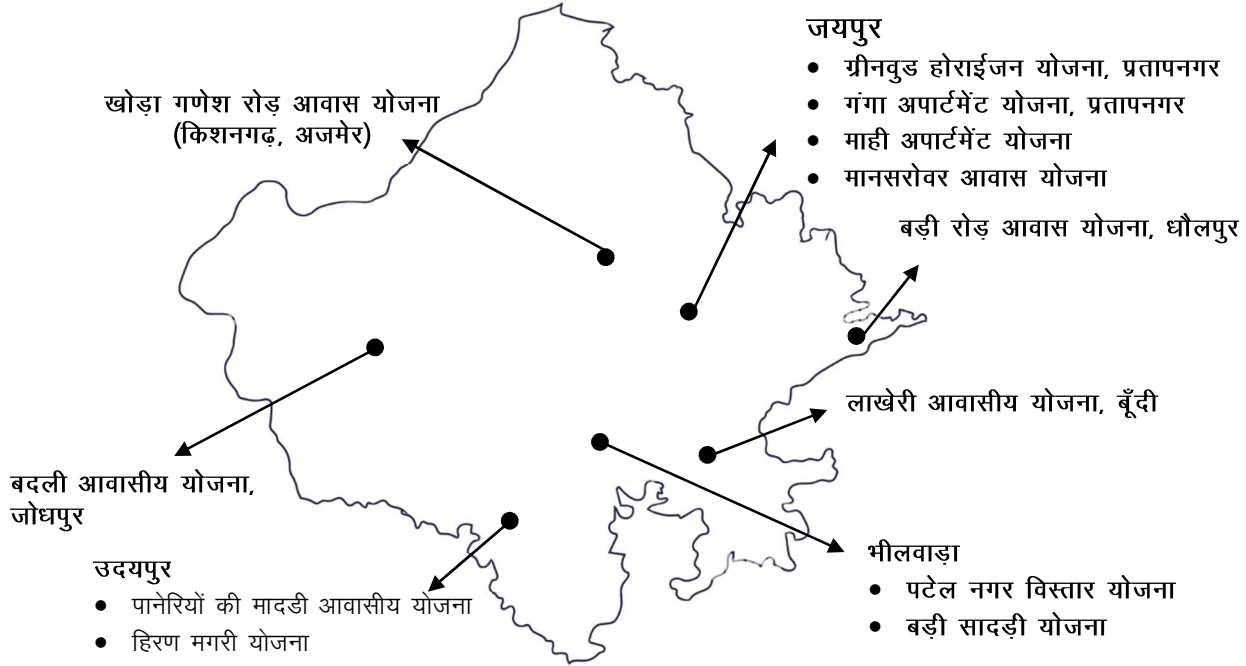 जयपुर
• ग्रीनवुड होराईजन योजना, प्रतापनगर
• गंगा अपार्टमेंट योजना, प्रतापनगर
• माही अपार्टमेंट योजना
• मानसरोवर आवास योजना
खोड़ा गणेश रोड़ आवास योजना
(किशनगढ़, अजमेर)
बड़ी रोड़ आवास योजना, धौलपुर
लाखेरी आवासीय योजना, बूँदी
बदली आवासीय योजना,
जोधपुर
उदयपुर
• पानेरियों की मादडी आवासीय योजना
• हिरण मगरी योजना
भीलवाड़ा
• पटेल नगर विस्तार योजना
• बड़ी सादड़ी योजना